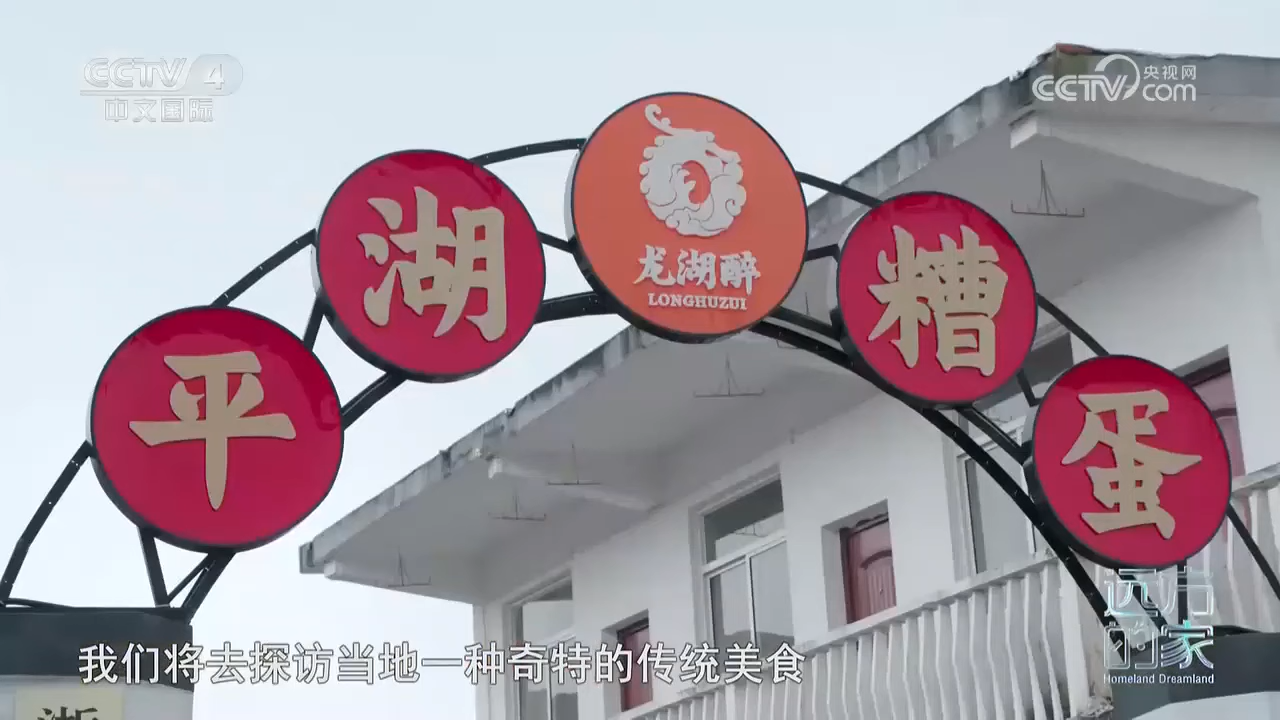 CCTV 4
中文国际
央视网
CCTV.com
平湖
龙湖醉
LONGHUZUI
糟蛋
远方
的家
Homeland Dreamland
我们将去探访当地一种奇特的传统美食